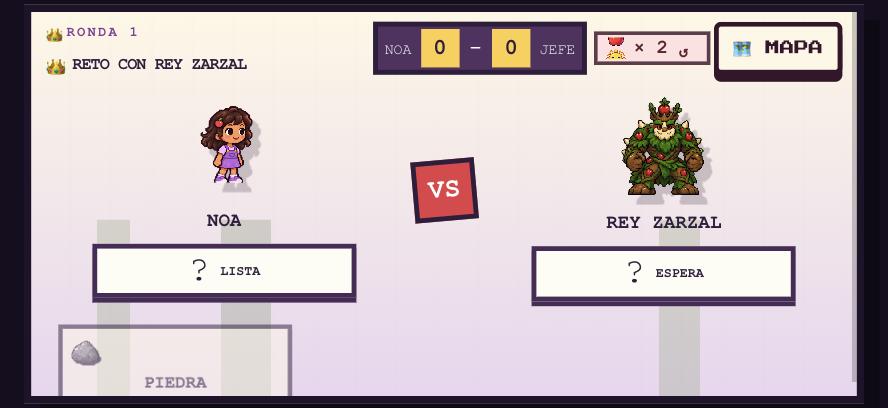 RONDA 1
RETO CON REY ZARZAL
NOA 0 – 0 JEFE
× 2 ↺
MAPA
VS
NOA
REY ZARZAL
? LISTA
? ESPERA
PIEDRA